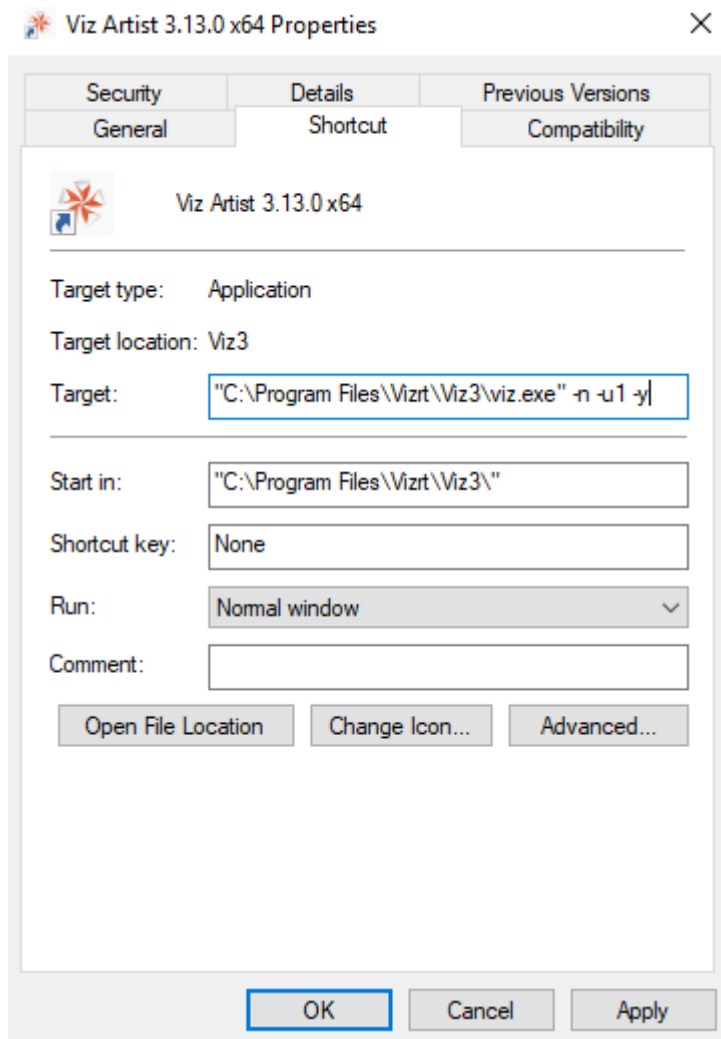 Viz Artist 3.13.0 x64 Properties
Security Details Previous Versions
General Shortcut Compatibility
Viz Artist 3.13.0 x64
Target type: Application
Target location: Viz3
Target: "C:\Program Files\Vizrt\Viz3\viz.exe" -n -u1 -y
Start in: "C:\Program Files\Vizrt\Viz3\"
Shortcut key: None
Run: Normal window
Comment:
Open File Location Change Icon... Advanced...
OK Cancel Apply